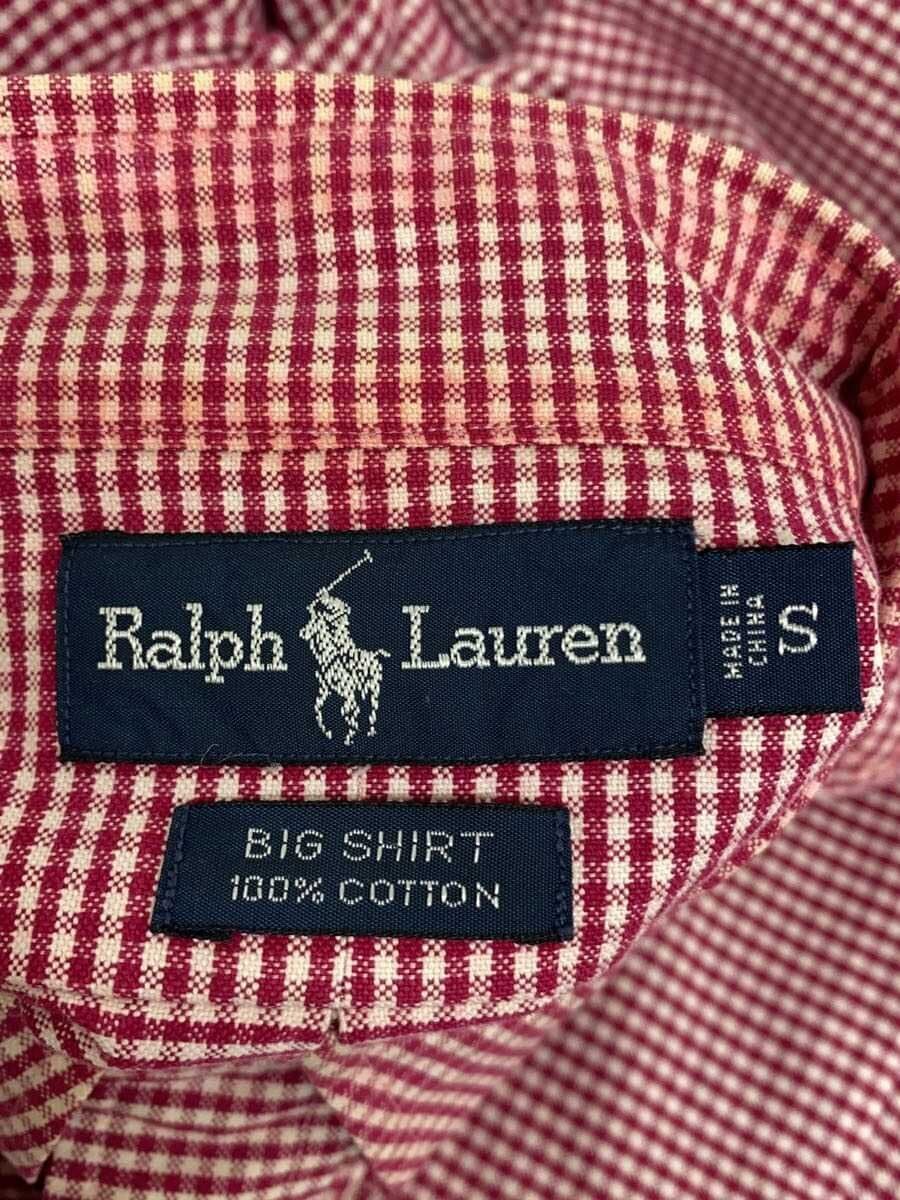 Ralph Lauren
MADE IN
CHINA
S
BIG SHIRT
100% COTTON